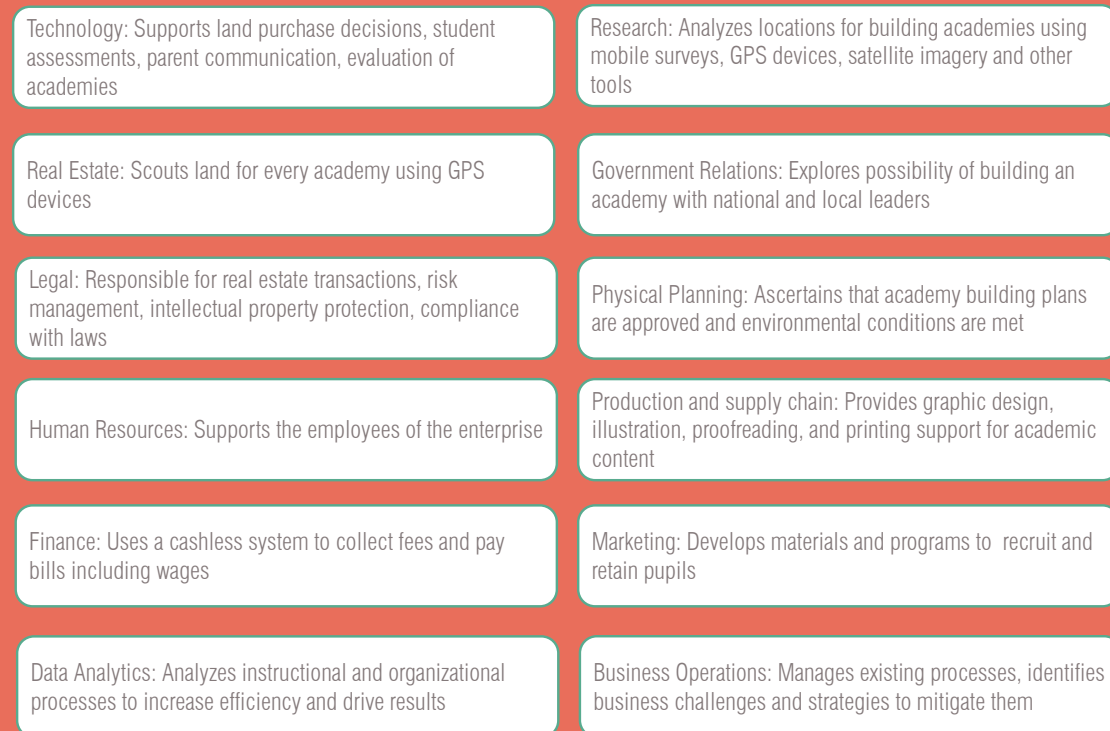 Technology: Supports land purchase decisions, student
assessments, parent communication, evaluation of
academies
Research: Analyzes locations for building academies using
mobile surveys, GPS devices, satellite imagery and other
tools
Real Estate: Scouts land for every academy using GPS
devices
Government Relations: Explores possibility of building an
academy with national and local leaders
Legal: Responsible for real estate transactions, risk
management, intellectual property protection, compliance
with laws
Physical Planning: Ascertains that academy building plans
are approved and environmental conditions are met
Human Resources: Supports the employees of the enterprise
Production and supply chain: Provides graphic design,
illustration, proofreading, and printing support for academic
content
Finance: Uses a cashless system to collect fees and pay
bills including wages
Marketing: Develops materials and programs to  recruit and
retain pupils
Data Analytics: Analyzes instructional and organizational
processes to increase efficiency and drive results
Business Operations: Manages existing processes, identifies
business challenges and strategies to mitigate them